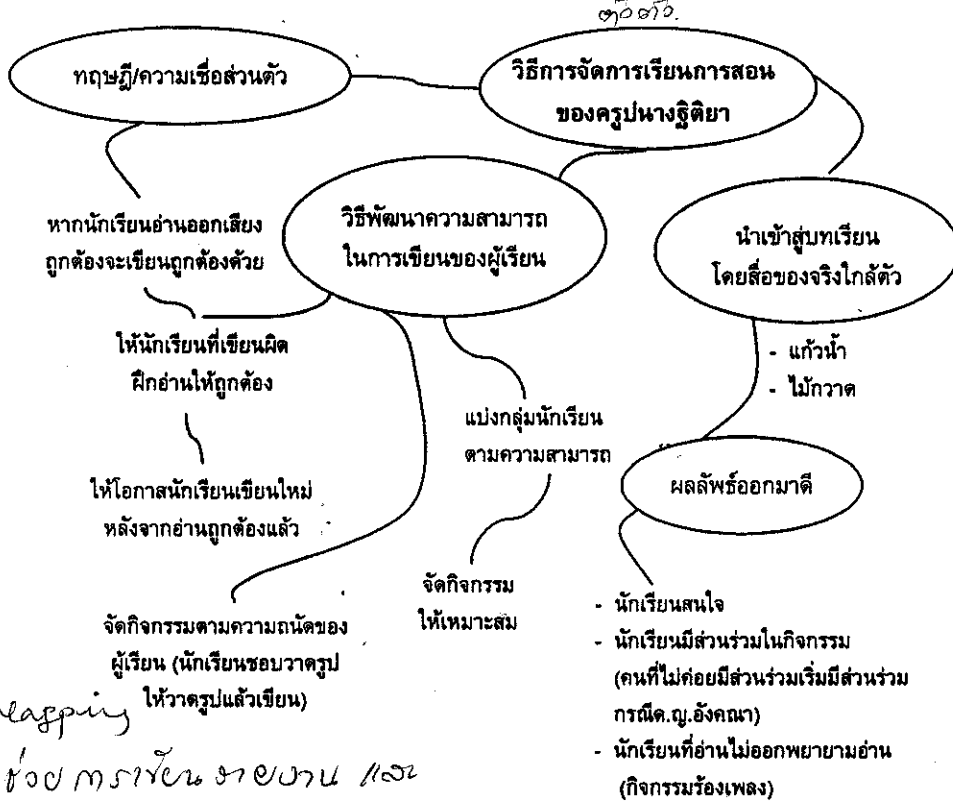 ทฤษฎี/ความเชื่อส่วนตัว
วิธีการจัดการเรียนการสอน
ของครูปนางฐิติยา
หากนักเรียนอ่านออกเสียง
ถูกต้องจะเขียนถูกต้องด้วย
วิธีพัฒนาความสามารถ
ในการเขียนของผู้เรียน
นำเข้าสู่บทเรียน
โดยสื่อของจริงใกล้ตัว
ให้นักเรียนที่เขียนผิด
ฝึกอ่านให้ถูกต้อง
- แก้วน้ำ
- ไม้กวาด
แบ่งกลุ่มนักเรียน
ตามความสามารถ
ผลลัพธ์ออกมาดี
ให้โอกาสนักเรียนเขียนใหม่
หลังจากอ่านถูกต้องแล้ว
จัดกิจกรรม
ให้เหมาะสม
จัดกิจกรรมตามความถนัดของ
ผู้เรียน (นักเรียนชอบวาดรูป
ให้วาดรูปแล้วเขียน)
- นักเรียนสนใจ
- นักเรียนมีส่วนร่วมในกิจกรรม
(คนที่ไม่ค่อยมีส่วนร่วมเริ่มมีส่วนร่วม
กรณีด.ญ.อังคณา)
- นักเรียนที่อ่านไม่ออกพยายามอ่าน
(กิจกรรมร้องเพลง)
ช่วยการเขียนรายงาน และ